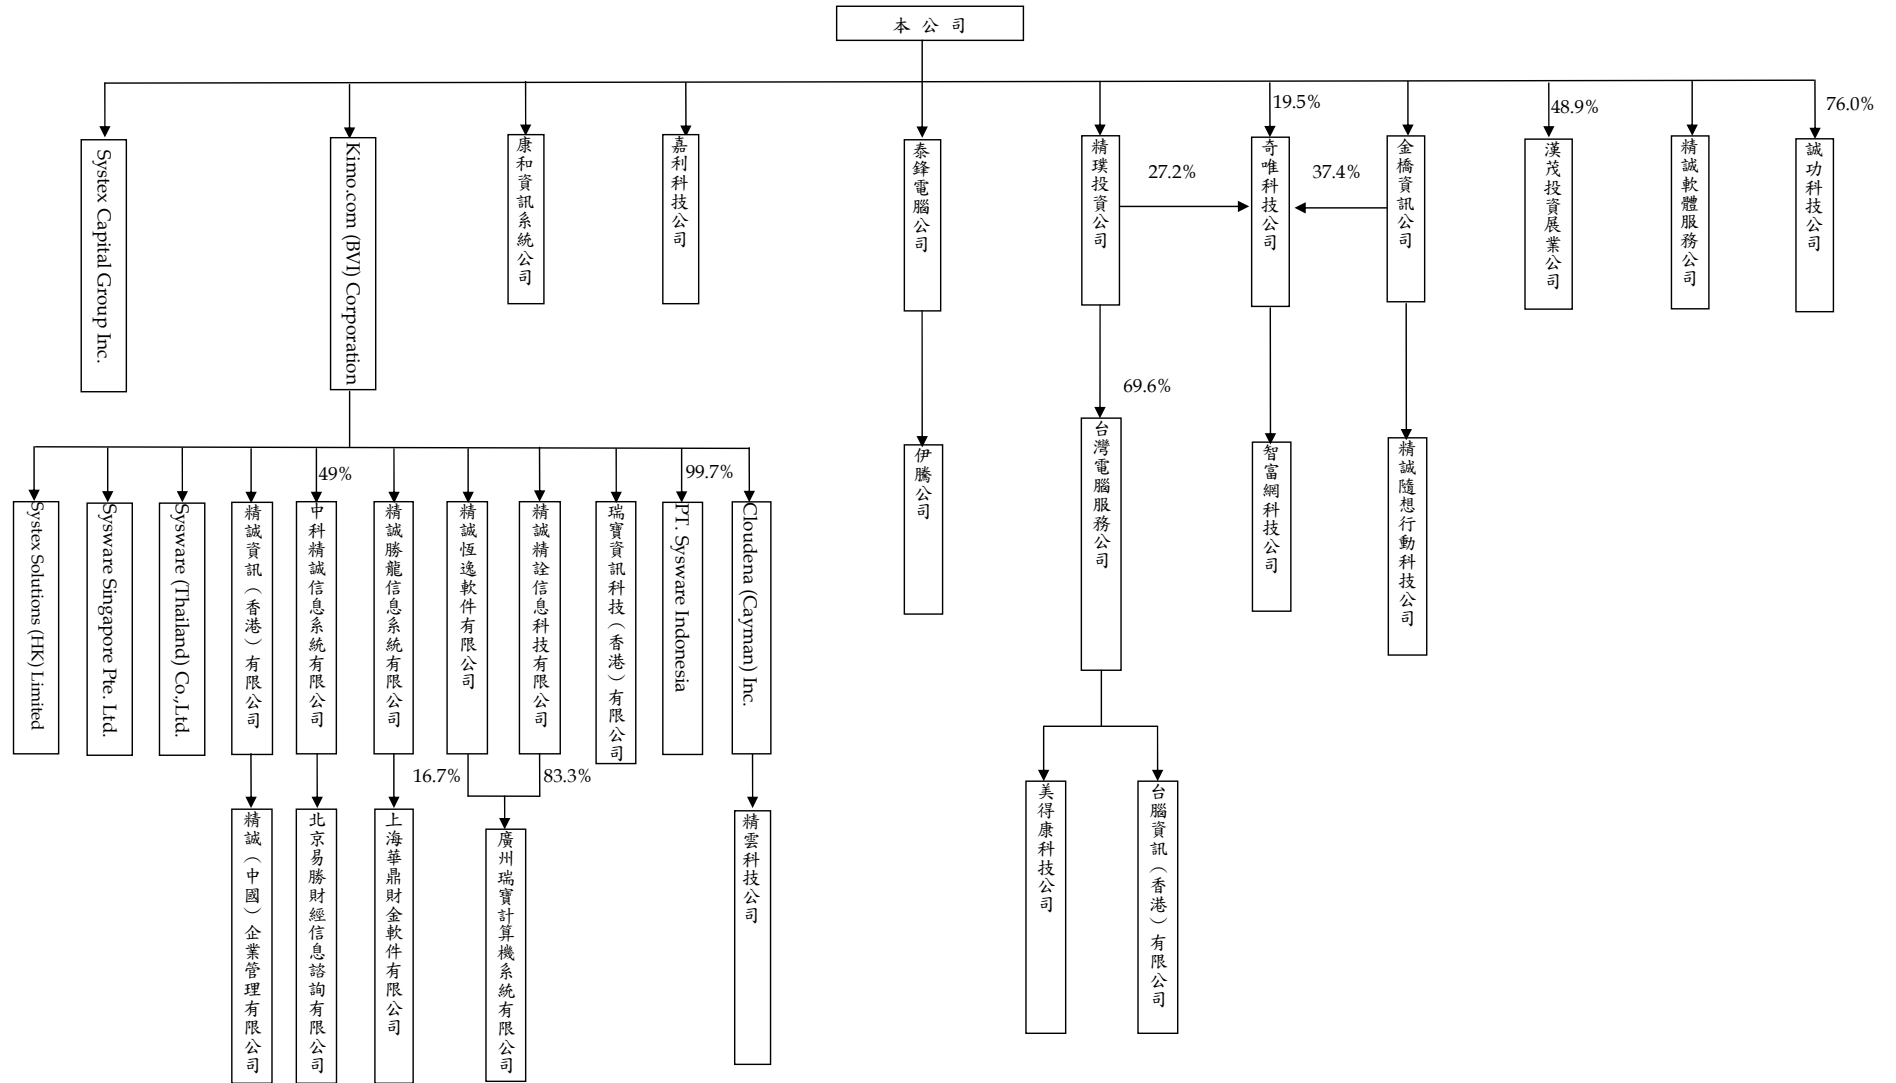 本公司
19.5%
48.9%
76.0%
Systex Capital Group Inc.
Kimo.com (BVI) Corporation
康和資訊系統公司
嘉利科技公司
泰鋒電腦公司
精璞投資公司
27.2%
奇唯科技公司
37.4%
金橋資訊公司
漢茂投資展業公司
精誠軟體服務公司
誠功科技公司
69.6%
49%
99.7%
Systex Solutions (HK) Limited
Sysware Singapore Pte. Ltd.
Sysware (Thailand) Co.,Ltd.
精誠資訊（香港）有限公司
中科精誠信息系統有限公司
精誠勝龍信息系統有限公司
精誠恆逸軟件有限公司
精誠精詮信息科技有限公司
瑞寶資訊科技（香港）有限公司
PT. Sysware Indonesia
Cloudena (Cayman) Inc.
伊騰公司
台灣電腦服務公司
智富網科技公司
精誠隨想行動科技公司
16.7%
83.3%
精誠（中國）企業管理有限公司
北京易勝財經信息諮詢有限公司
上海華鼎財金軟件有限公司
廣州瑞寶計算機系統有限公司
精雲科技公司
美得康科技公司
台腦資訊（香港）有限公司